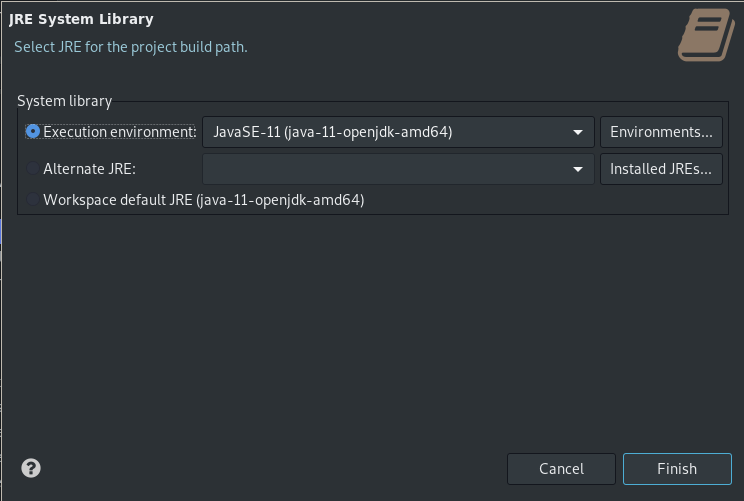 JRE System Library
Select JRE for the project build path.
System library
Execution environment: JavaSE-11 (java-11-openjdk-amd64) Environments...
Alternate JRE: Installed JREs...
Workspace default JRE (java-11-openjdk-amd64)
? Cancel Finish